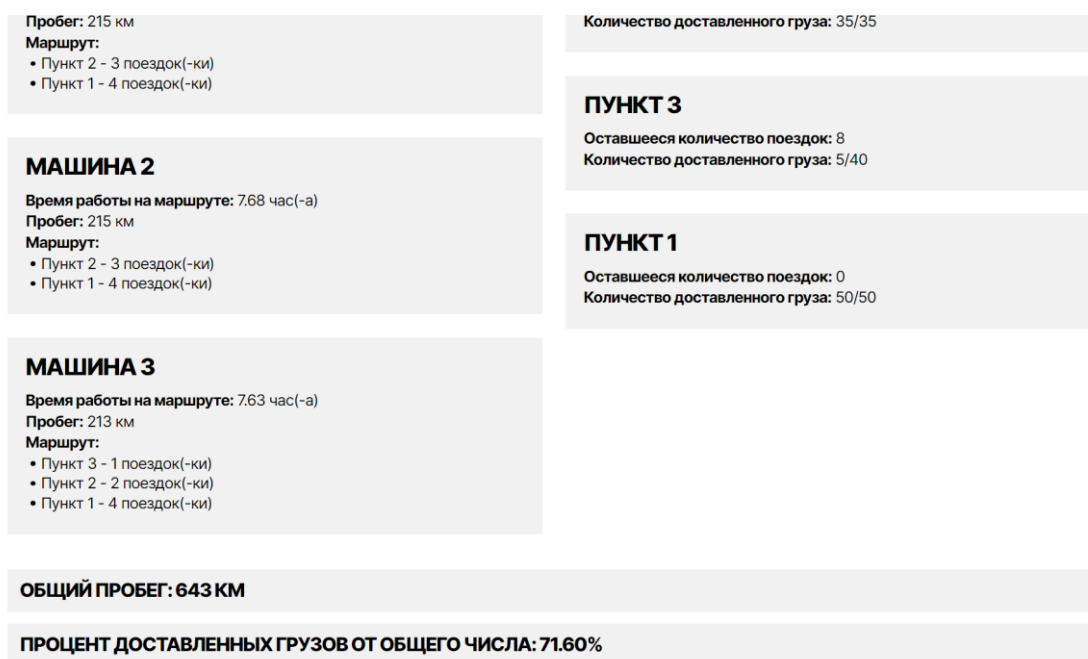 Пробег: 215 км
Маршрут:
• Пункт 2 - 3 поездок(-ки)
• Пункт 1 - 4 поездок(-ки)
МАШИНА 2
Время работы на маршруте: 7.68 час(-а)
Пробег: 215 км
Маршрут:
• Пункт 2 - 3 поездок(-ки)
• Пункт 1 - 4 поездок(-ки)
МАШИНА 3
Время работы на маршруте: 7.63 час(-а)
Пробег: 213 км
Маршрут:
• Пункт 3 - 1 поездок(-ки)
• Пункт 2 - 2 поездок(-ки)
• Пункт 1 - 4 поездок(-ки)
Количество доставленного груза: 35/35
ПУНКТ 3
Оставшееся количество поездок: 8
Количество доставленного груза: 5/40
ПУНКТ 1
Оставшееся количество поездок: 0
Количество доставленного груза: 50/50
ОБЩИЙ ПРОБЕГ: 643 КМ
ПРОЦЕНТ ДОСТАВЛЕННЫХ ГРУЗОВ ОТ ОБЩЕГО ЧИСЛА: 71.60%